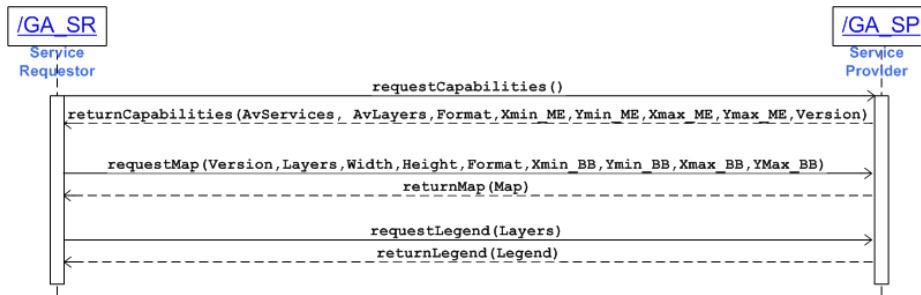 /GA_SR
/GA_SP
Service
Requestor
Service
Provider
requestCapabilities()
returnCapabilities(AvServices, AvLayers,Format,Xmin_ME,Ymin_ME,Xmax_ME,Ymax_ME,Version)
requestMap(Version,Layers,Width,Height,Format,Xmin_BB,Ymin_BB,Xmax_BB,YMax_BB)
returnMap(Map)
requestLegend(Layers)
returnLegend(Legend)